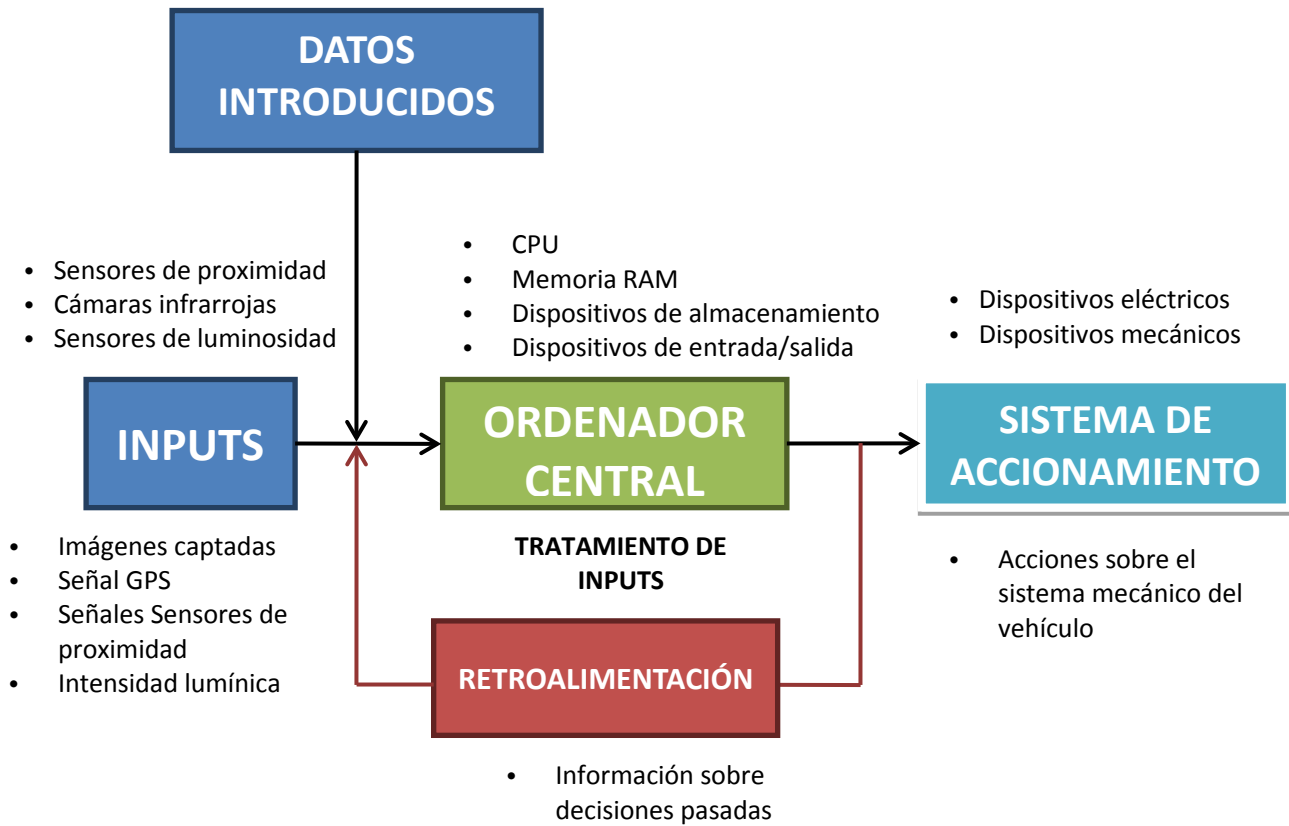 DATOS
INTRODUCIDOS
• Sensores de proximidad
• Cámaras infrarrojas
• Sensores de luminosidad
• CPU
• Memoria RAM
• Dispositivos de almacenamiento
• Dispositivos de entrada/salida
• Dispositivos eléctricos
• Dispositivos mecánicos
INPUTS
ORDENADOR
CENTRAL
SISTEMA DE
ACCIONAMIENTO
• Imágenes captadas
• Señal GPS
• Señales Sensores de
proximidad
• Intensidad lumínica
TRATAMIENTO DE
INPUTS
• Acciones sobre el
sistema mecánico del
vehículo
RETROALIMENTACIÓN
• Información sobre
decisiones pasadas